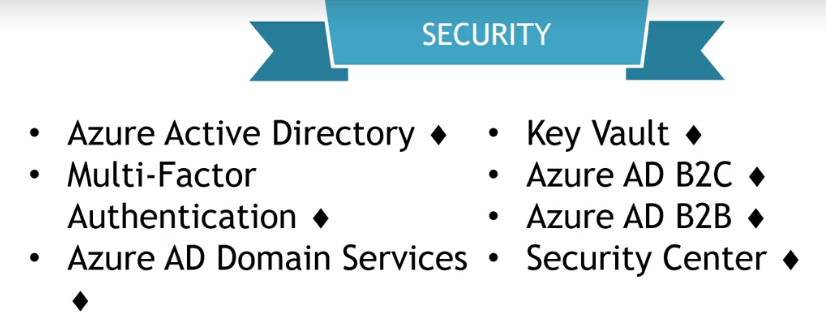 SECURITY
• Azure Active Directory ♦
• Multi-Factor
Authentication ♦
• Azure AD Domain Services
♦
• Key Vault ♦
• Azure AD B2C ♦
• Azure AD B2B ♦
• Security Center ♦